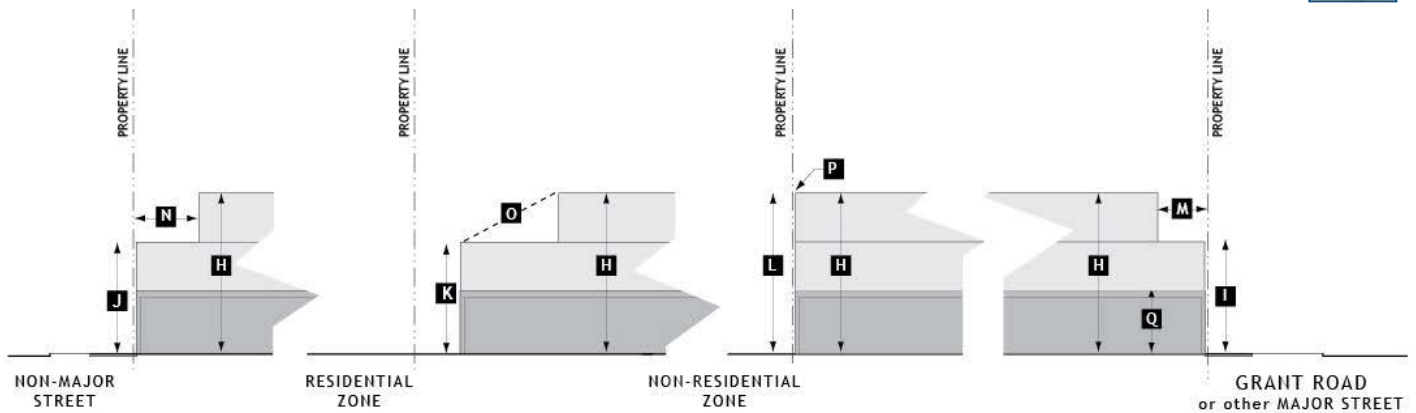 PROPERTY LINE
PROPERTY LINE
PROPERTY LINE
PROPERTY LINE
P
N
O
M
H
H
L
H
H
J
K
I
Q
NON-MAJOR
STREET
RESIDENTIAL
ZONE
NON-RESIDENTIAL
ZONE
GRANT ROAD
or other MAJOR STREET